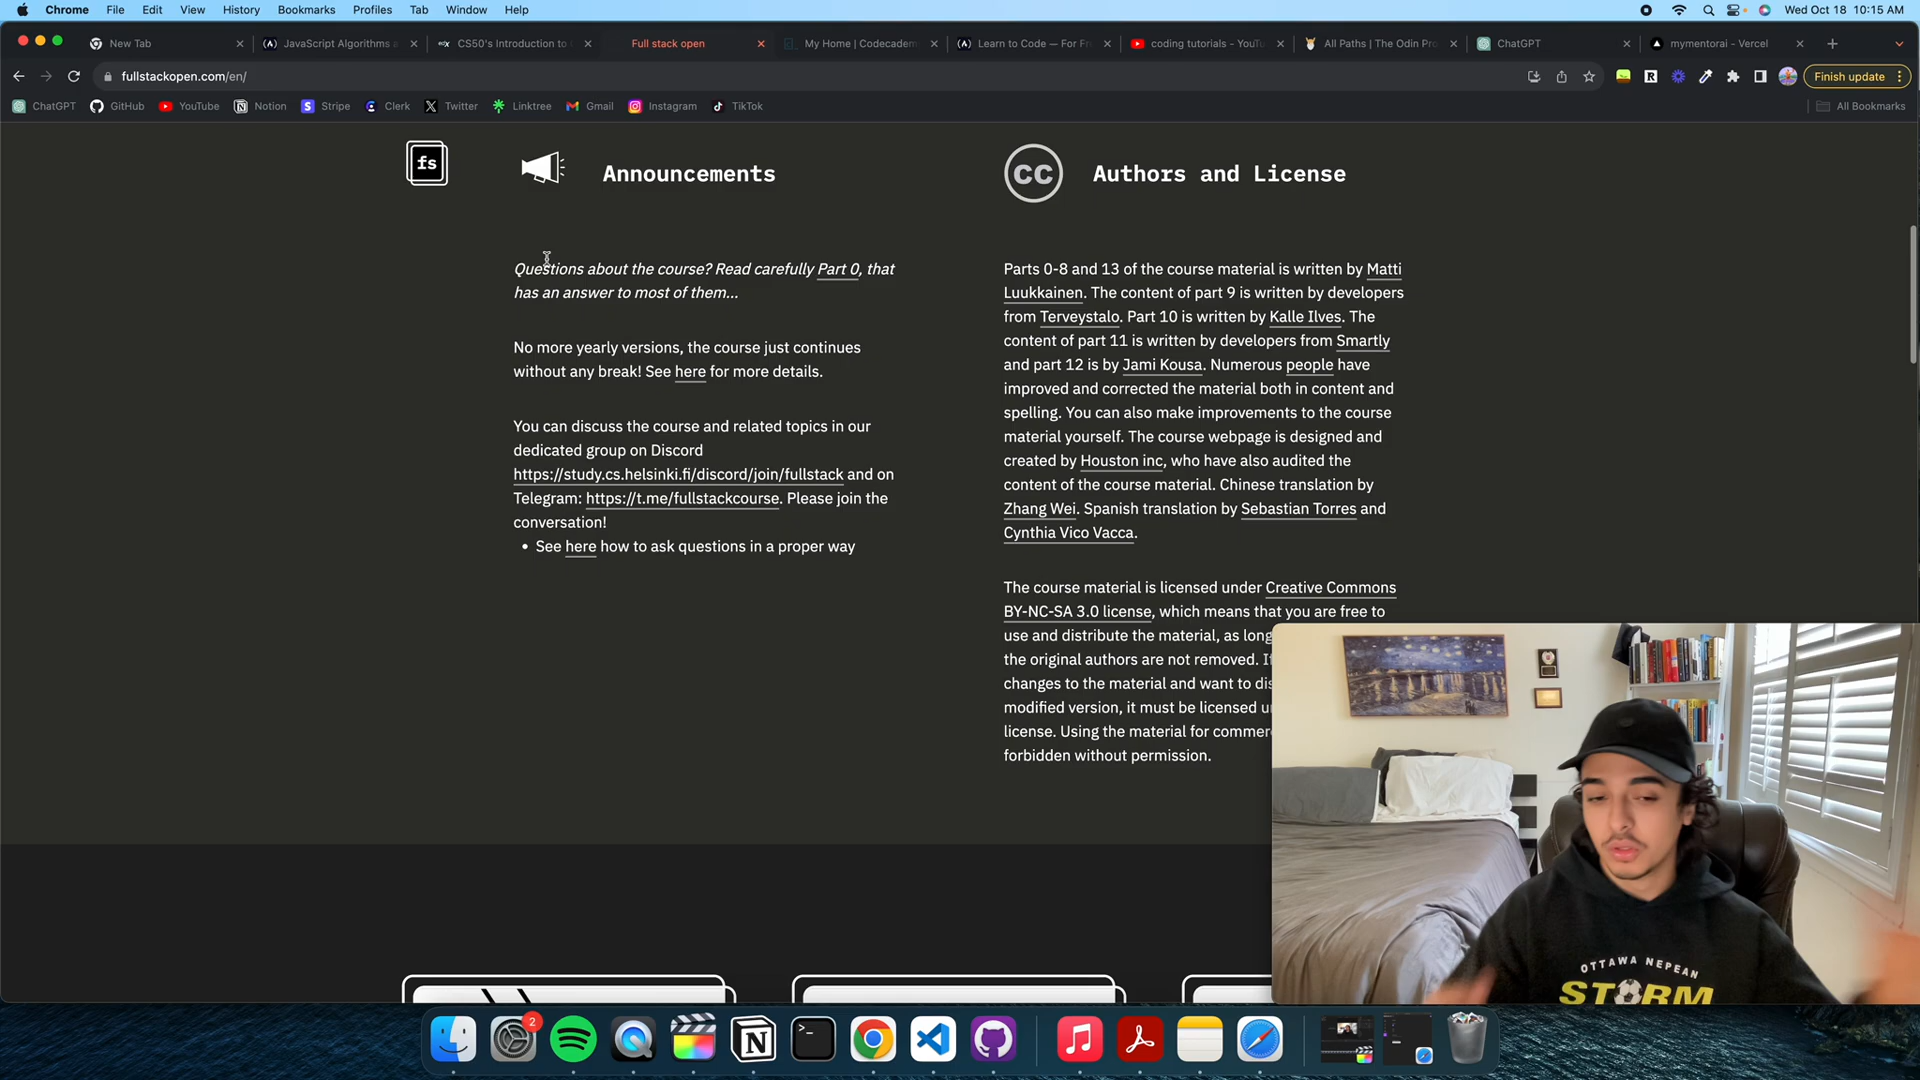 Chrome File Edit View History Bookmarks Profiles Tab Window Help Wed Oct 18 10:15 AM
New Tab JavaScript Algorithms a CS50's Introduction to Full stack open My Home | Codecadem Learn to Code — For Fr coding tutorials - YouTu All Paths | The Odin Pro ChatGPT mymentorai - Vercel
fullstackopen.com/en/ Finish update
ChatGPT GitHub YouTube Notion Stripe Clerk Twitter Linktree Gmail Instagram TikTok All Bookmarks
fs
Announcements
Questions about the course? Read carefully Part 0, that
has an answer to most of them...
No more yearly versions, the course just continues
without any break! See here for more details.
You can discuss the course and related topics in our
dedicated group on Discord
https://study.cs.helsinki.fi/discord/join/fullstack and on
Telegram: https://t.me/fullstackcourse. Please join the
conversation!
• See here how to ask questions in a proper way
CC Authors and License
Parts 0-8 and 13 of the course material is written by Matti
Luukkainen. The content of part 9 is written by developers
from Terveystalo. Part 10 is written by Kalle Ilves. The
content of part 11 is written by developers from Smartly
and part 12 is by Jami Kousa. Numerous people have
improved and corrected the material both in content and
spelling. You can also make improvements to the course
material yourself. The course webpage is designed and
created by Houston inc, who have also audited the
content of the course material. Chinese translation by
Zhang Wei. Spanish translation by Sebastian Torres and
Cynthia Vico Vacca.
The course material is licensed under Creative Commons
BY-NC-SA 3.0 license, which means that you are free to
use and distribute the material, as long
the original authors are not removed. If
changes to the material and want to dis
modified version, it must be licensed u
license. Using the material for commer
forbidden without permission.
OTTAWA NEPEAN
STORM
2